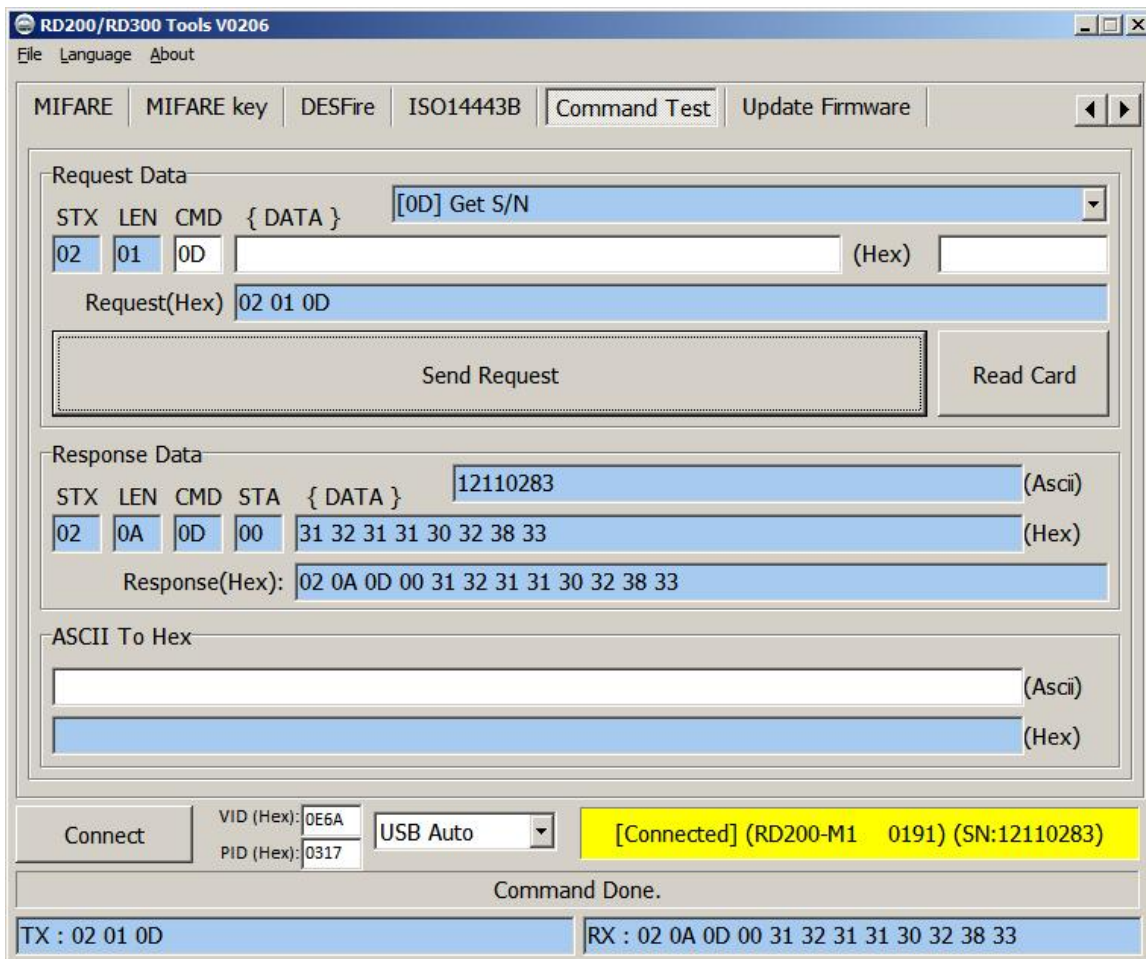 RD200/RD300 Tools V0206
File Language About
MIFARE MIFARE key DESFire ISO14443B Command Test Update Firmware
Request Data
[0D] Get S/N
STX LEN CMD { DATA }
02 01 0D (Hex)
Request(Hex) 02 01 0D
Send Request Read Card
Response Data
12110283 (Ascii)
STX LEN CMD STA { DATA }
02 0A 0D 00 31 32 31 31 30 32 38 33 (Hex)
Response(Hex): 02 0A 0D 00 31 32 31 31 30 32 38 33
ASCII To Hex
(Ascii)
(Hex)
Connect VID (Hex): 0E6A USB Auto [Connected] (RD200-M1 0191) (SN:12110283)
PID (Hex): 0317
Command Done.
TX : 02 01 0D RX : 02 0A 0D 00 31 32 31 31 30 32 38 33